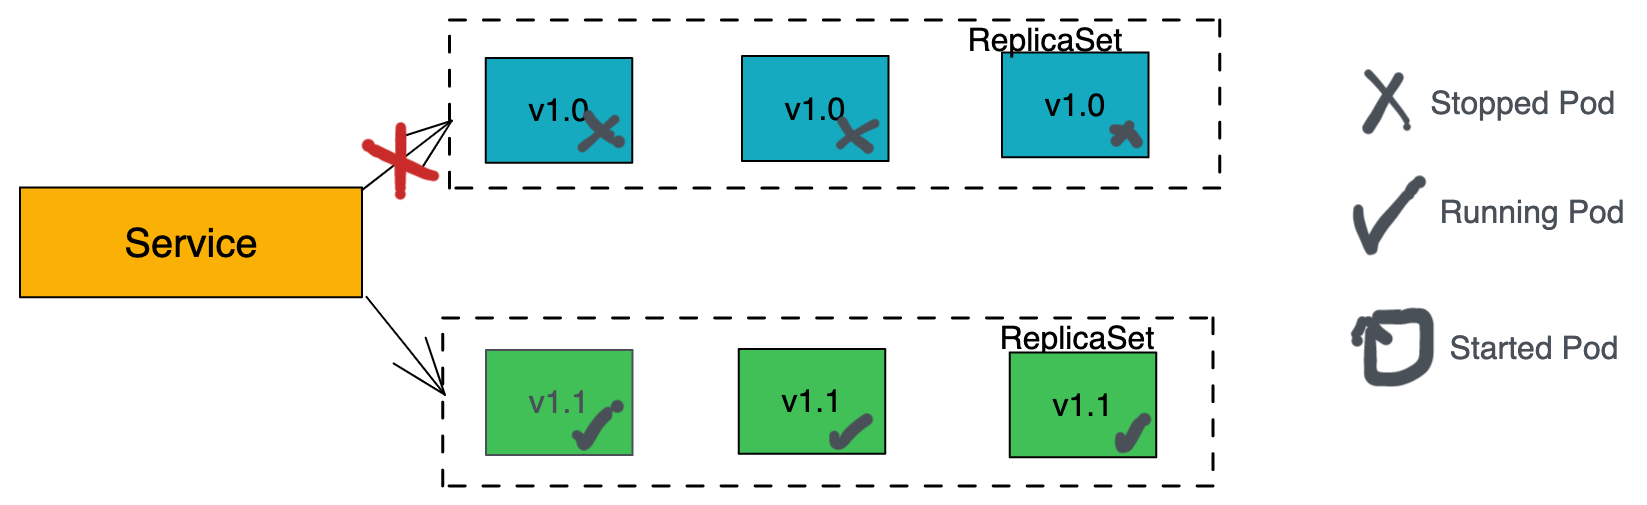 ReplicaSet
v1.0
v1.0
v1.0
Stopped Pod
Service
Running Pod
ReplicaSet
v1.1
v1.1
v1.1
Started Pod